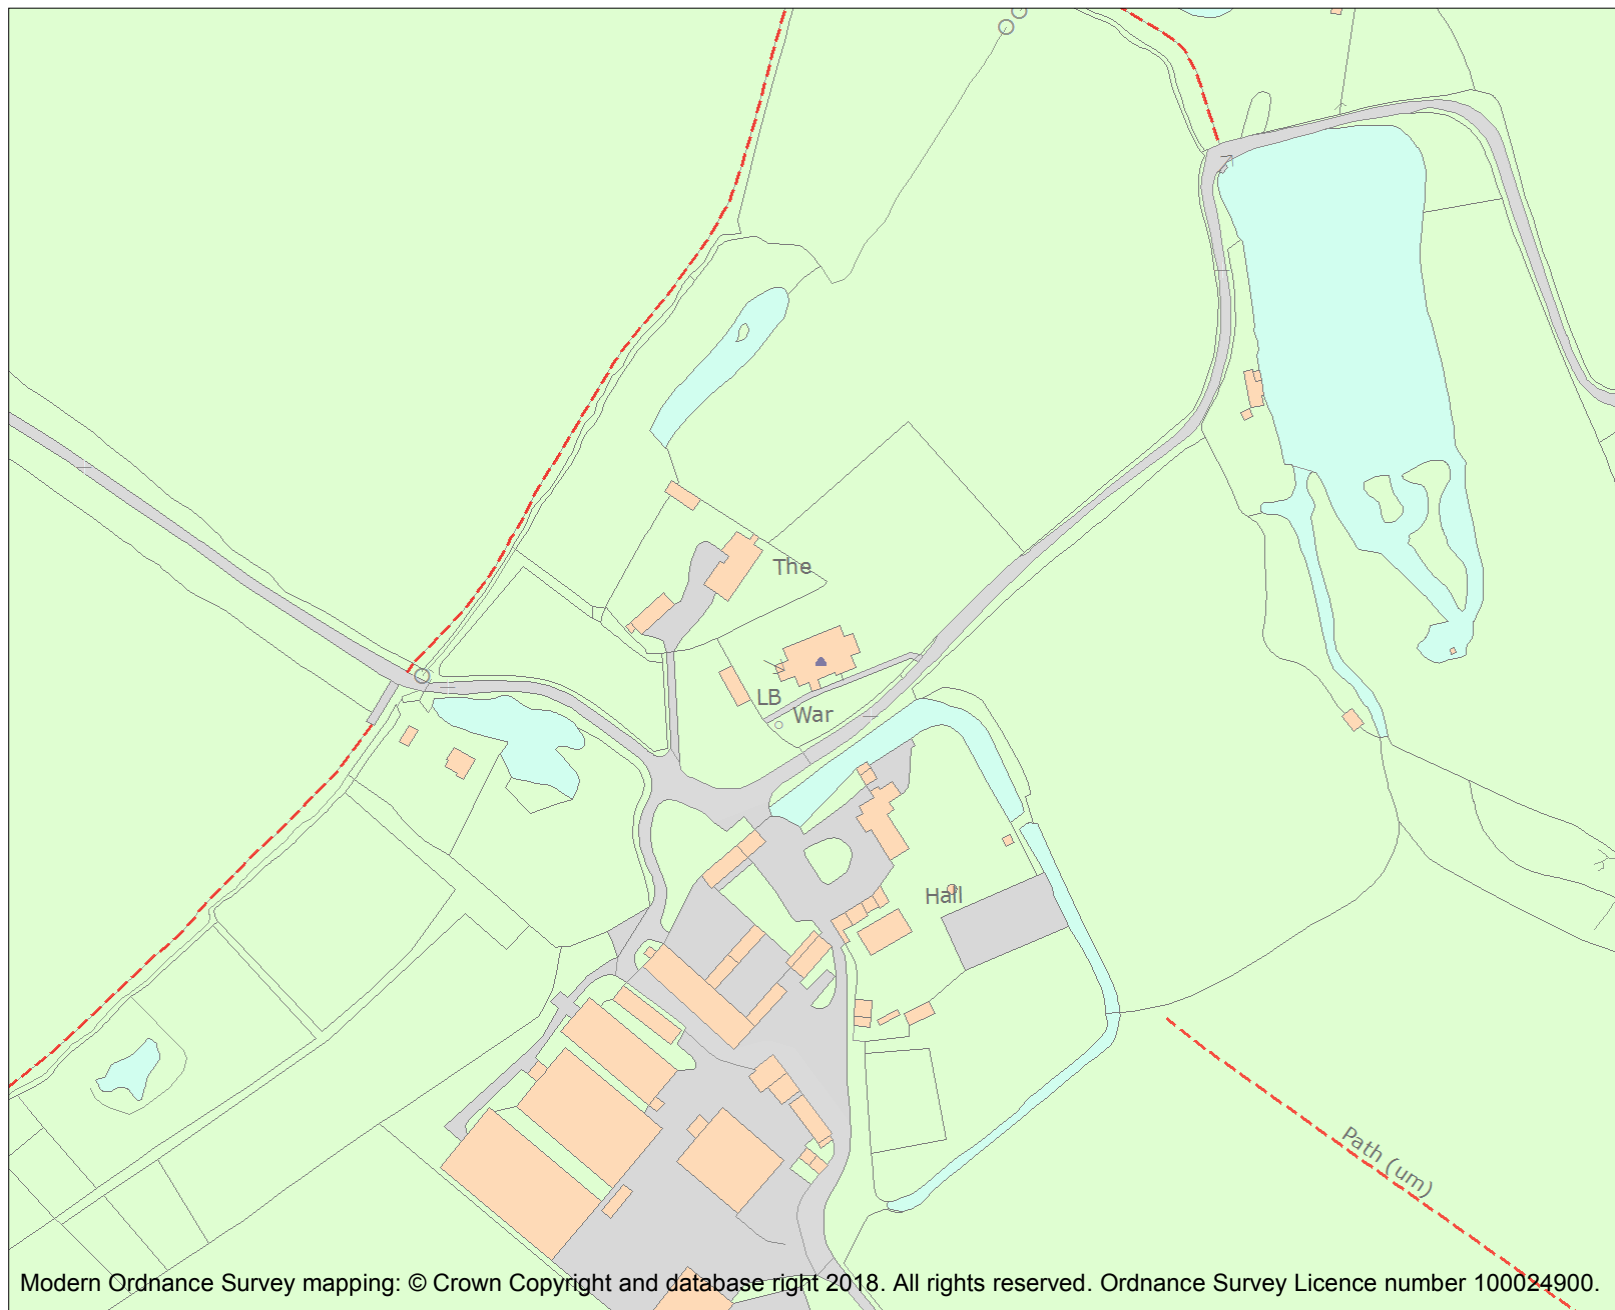 The
LB
War
Hall
Path (um)
Modern Ordnance Survey mapping: © Crown Copyright and database right 2018. All rights reserved. Ordnance Survey Licence number 100024900.